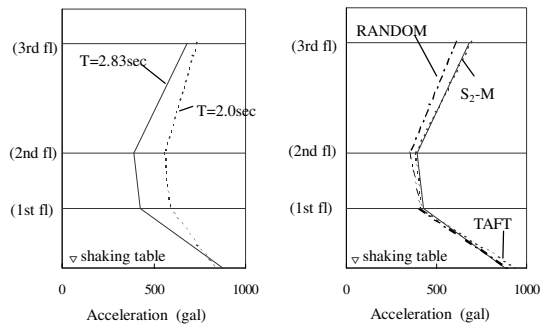 (3rd fl)
T=2.83sec
T=2.0sec
(2nd fl)
(1st fl)
▽ shaking table
0 500 1000
Acceleration (gal)
(3rd fl)
RANDOM
S₂-M
(2nd fl)
(1st fl)
TAFT
▽ shaking table
0 500 1000
Acceleration (gal)